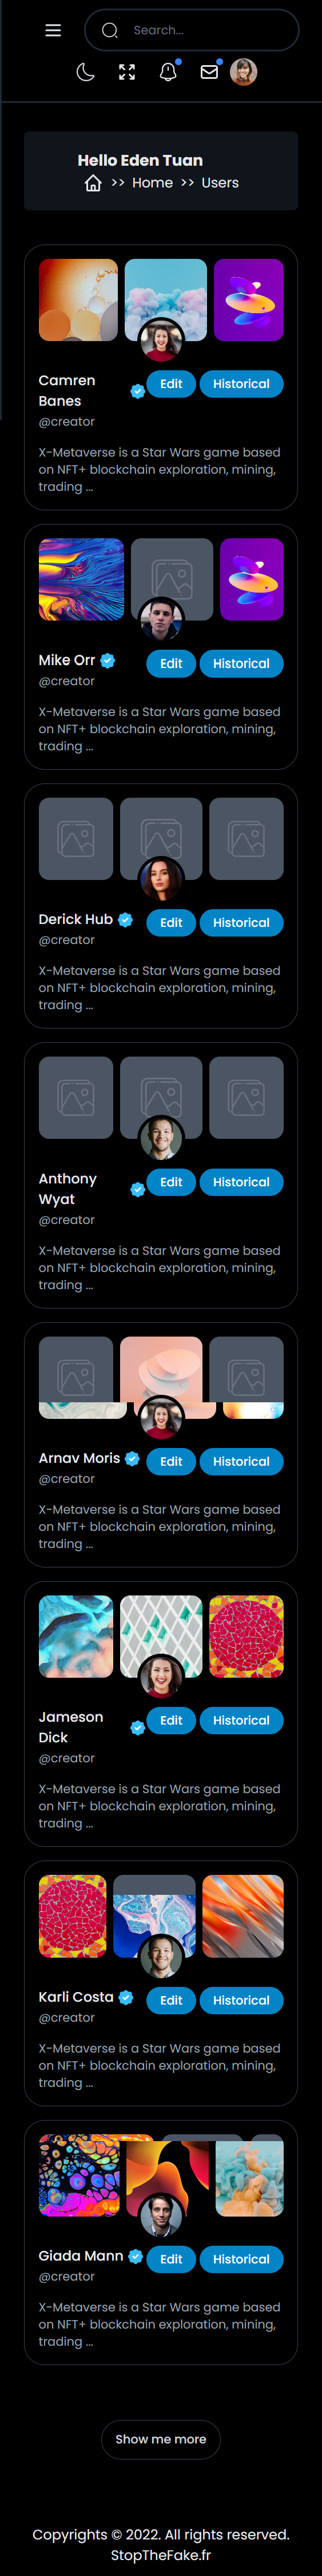 Search...
Hello Eden Tuan
>> Home >> Users
Camren
Banes
Edit Historical
@creator
X-Metaverse is a Star Wars game based
on NFT+ blockchain exploration, mining,
trading ...
Mike Orr
Edit Historical
@creator
X-Metaverse is a Star Wars game based
on NFT+ blockchain exploration, mining,
trading ...
Derick Hub
Edit Historical
@creator
X-Metaverse is a Star Wars game based
on NFT+ blockchain exploration, mining,
trading ...
Anthony
Wyat
Edit Historical
@creator
X-Metaverse is a Star Wars game based
on NFT+ blockchain exploration, mining,
trading ...
Arnav Moris
Edit Historical
@creator
X-Metaverse is a Star Wars game based
on NFT+ blockchain exploration, mining,
trading ...
Jameson
Dick
Edit Historical
@creator
X-Metaverse is a Star Wars game based
on NFT+ blockchain exploration, mining,
trading ...
Karli Costa
Edit Historical
@creator
X-Metaverse is a Star Wars game based
on NFT+ blockchain exploration, mining,
trading ...
Giada Mann
Edit Historical
@creator
X-Metaverse is a Star Wars game based
on NFT+ blockchain exploration, mining,
trading ...
Show me more
Copyrights © 2022. All rights reserved.
StopTheFake.fr